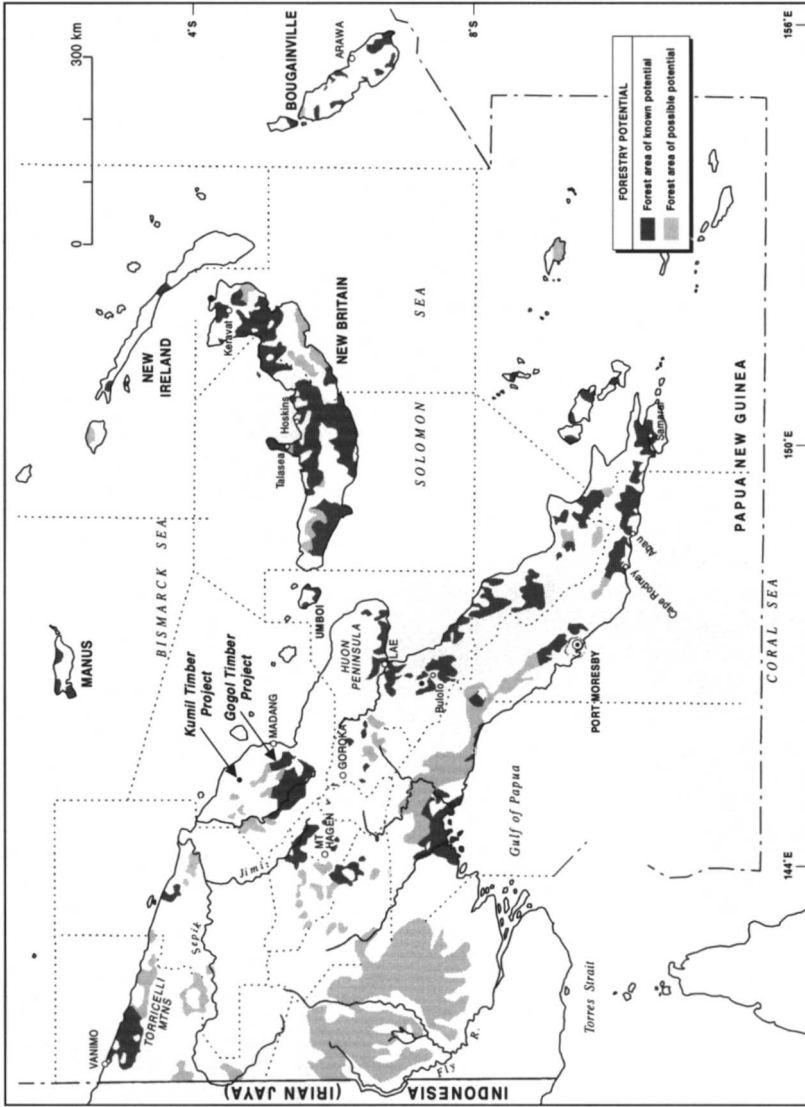 0
300 km
4°S
8°S
156°E
150°E
144°E
BOUGAINVILLE
ARAWA
NEW
IRELAND
Keravat
NEW BRITAIN
Hoskins
Talasea
SOLOMON
SEA
BISMARCK SEA
MANUS
UMBOI
HUON
PENINSULA
LAE
Bulolo
Kumil Timber
Project
Gogol Timber
Project
MADANG
GOROKA
MT
HAGEN
Jimi
Sepik
TORRICELLI
MTNS
VANIMO
INDONESIA
(IRIAN JAYA)
Fly
R.
Torres Strait
Gulf of Papua
PORT MORESBY
Cape Rodney
Abau
Samarai
PAPUA NEW GUINEA
CORAL SEA
FORESTRY POTENTIAL
Forest area of known potential
Forest area of possible potential